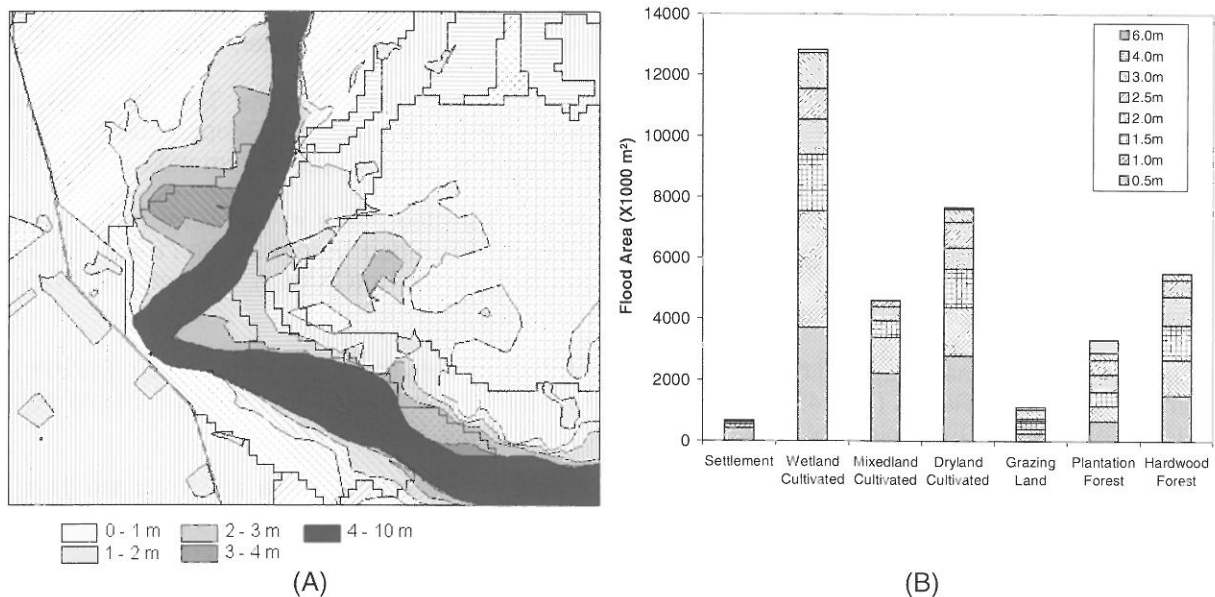 0 - 1 m
1 - 2 m
2 - 3 m
3 - 4 m
4 - 10 m
(A)
Flood Area (X1000 m²)
14000
12000
10000
8000
6000
4000
2000
0
6.0m
4.0m
3.0m
2.5m
2.0m
1.5m
1.0m
0.5m
Settlement
Wetland
Cultivated
Mixedland
Cultivated
Dryland
Cultivated
Grazing
Land
Plantation
Forest
Hardwood
Forest
(B)